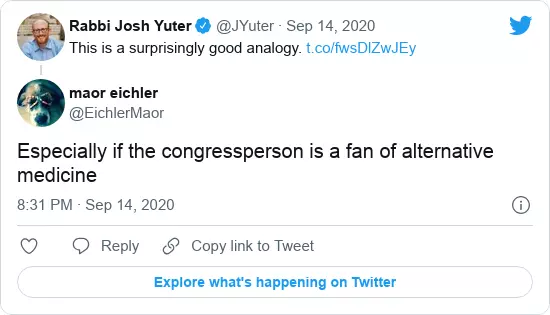 Rabbi Josh Yuter @JYuter · Sep 14, 2020
This is a surprisingly good analogy. t.co/fwsDlZwJEy
maor eichler
@EichlerMaor
Especially if the congressperson is a fan of alternative
medicine
8:31 PM · Sep 14, 2020
Reply Copy link to Tweet
Explore what's happening on Twitter